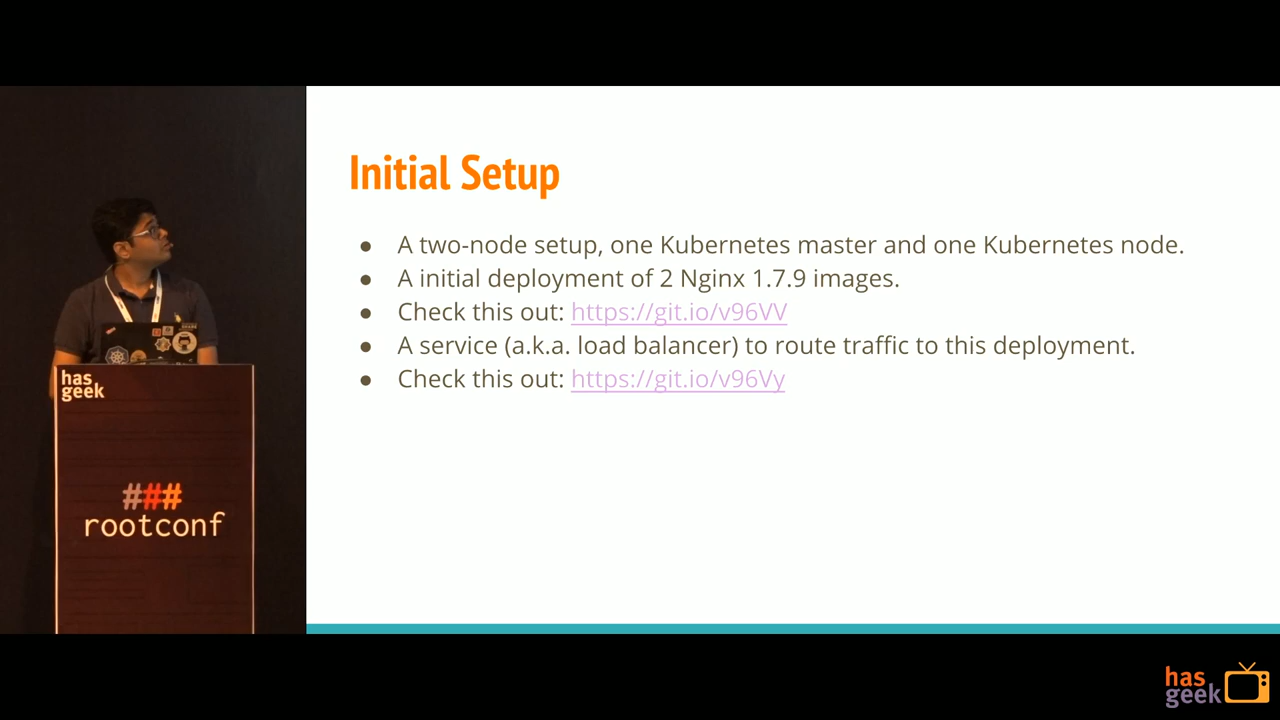 Initial Setup
● A two-node setup, one Kubernetes master and one Kubernetes node.
● A initial deployment of 2 Nginx 1.7.9 images.
● Check this out: https://git.io/v96VV
● A service (a.k.a. load balancer) to route traffic to this deployment.
● Check this out: https://git.io/v96Vy
has
geek
###
rootconf
has
geek